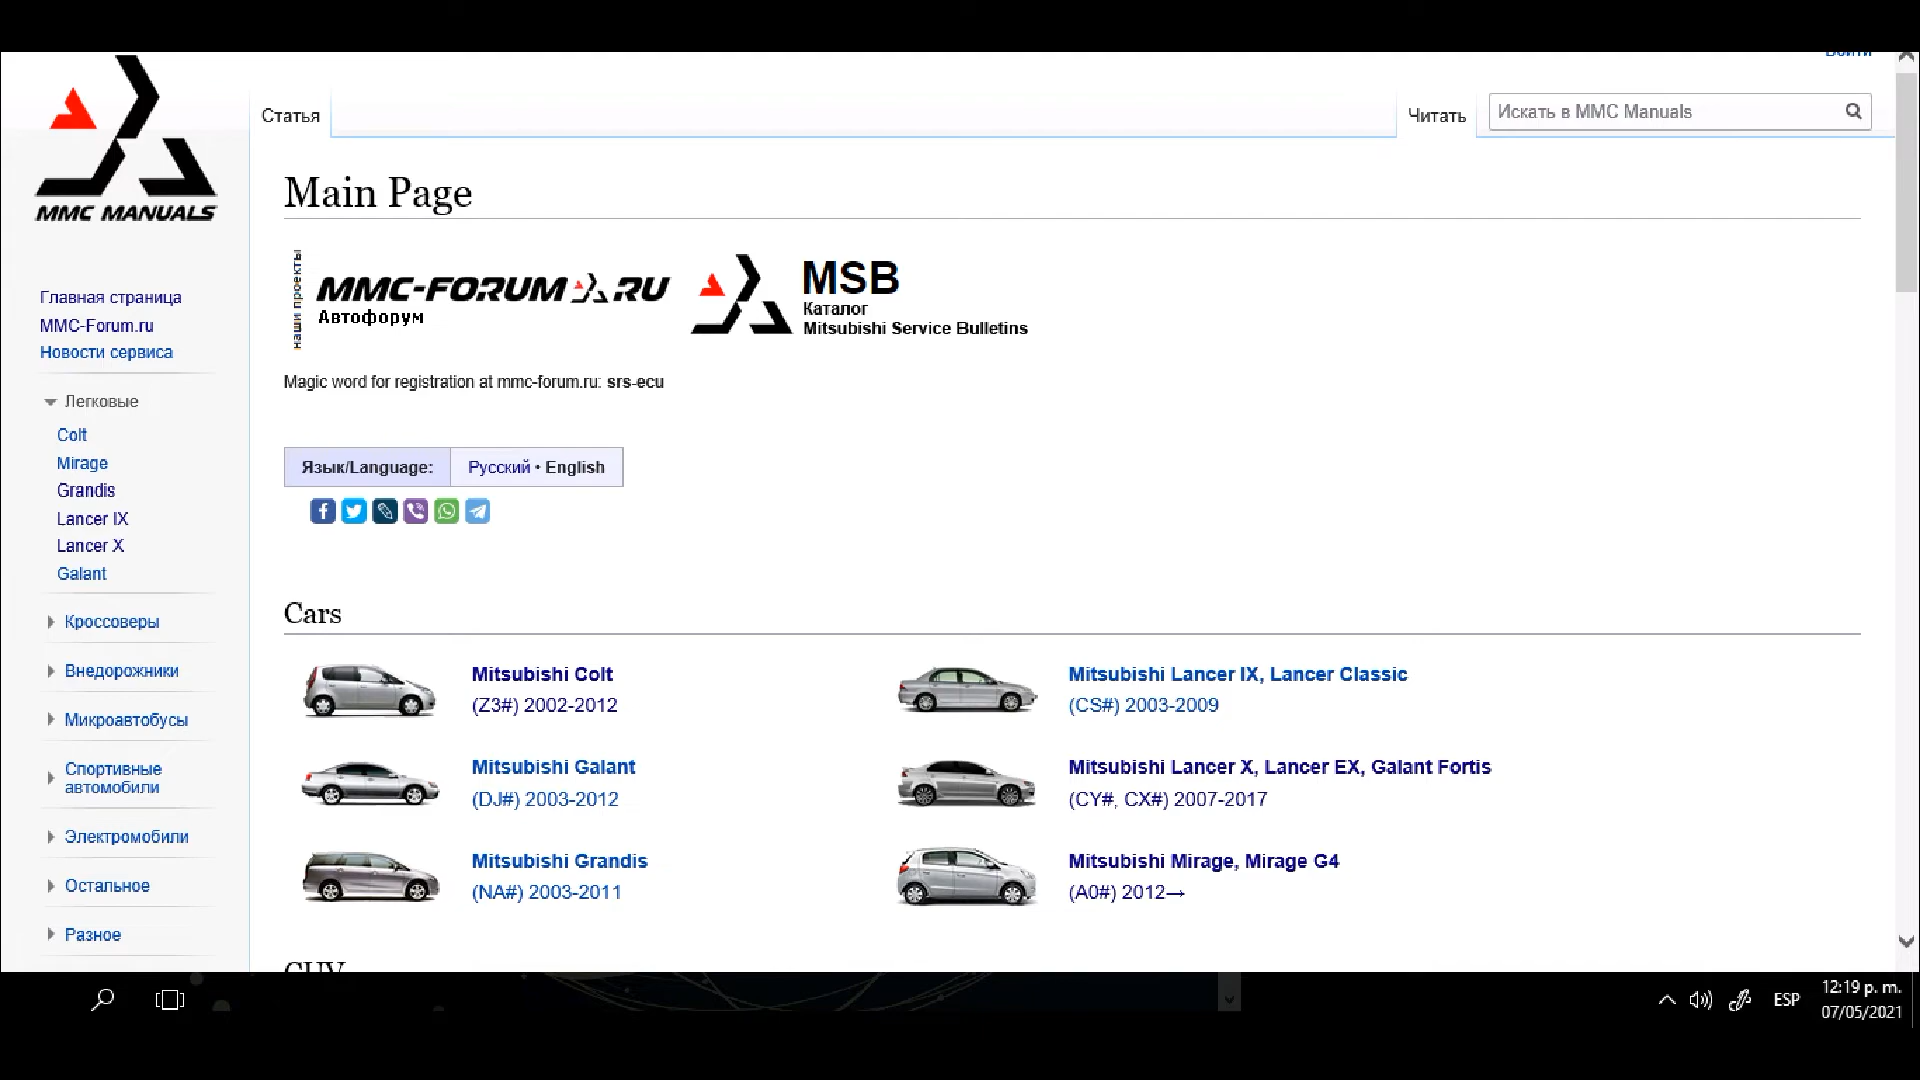 Войти
MMC MANUALS
Статья
Читать
Искать в MMC Manuals
Main Page
наши проекты
MMC-FORUM.RU
Автофорум
MSB
Каталог
Mitsubishi Service Bulletins
Magic word for registration at mmc-forum.ru: srs-ecu
Язык/Language:
Русский • English
Главная страница
MMC-Forum.ru
Новости сервиса
Легковые
Colt
Mirage
Grandis
Lancer IX
Lancer X
Galant
Кроссоверы
Внедорожники
Микроавтобусы
Спортивные
автомобили
Электромобили
Остальное
Разное
Cars
Mitsubishi Colt
(Z3#) 2002-2012
Mitsubishi Lancer IX, Lancer Classic
(CS#) 2003-2009
Mitsubishi Galant
(DJ#) 2003-2012
Mitsubishi Lancer X, Lancer EX, Galant Fortis
(CY#, CX#) 2007-2017
Mitsubishi Grandis
(NA#) 2003-2011
Mitsubishi Mirage, Mirage G4
(A0#) 2012→
CUV
ESP
12:19 p. m.
07/05/2021